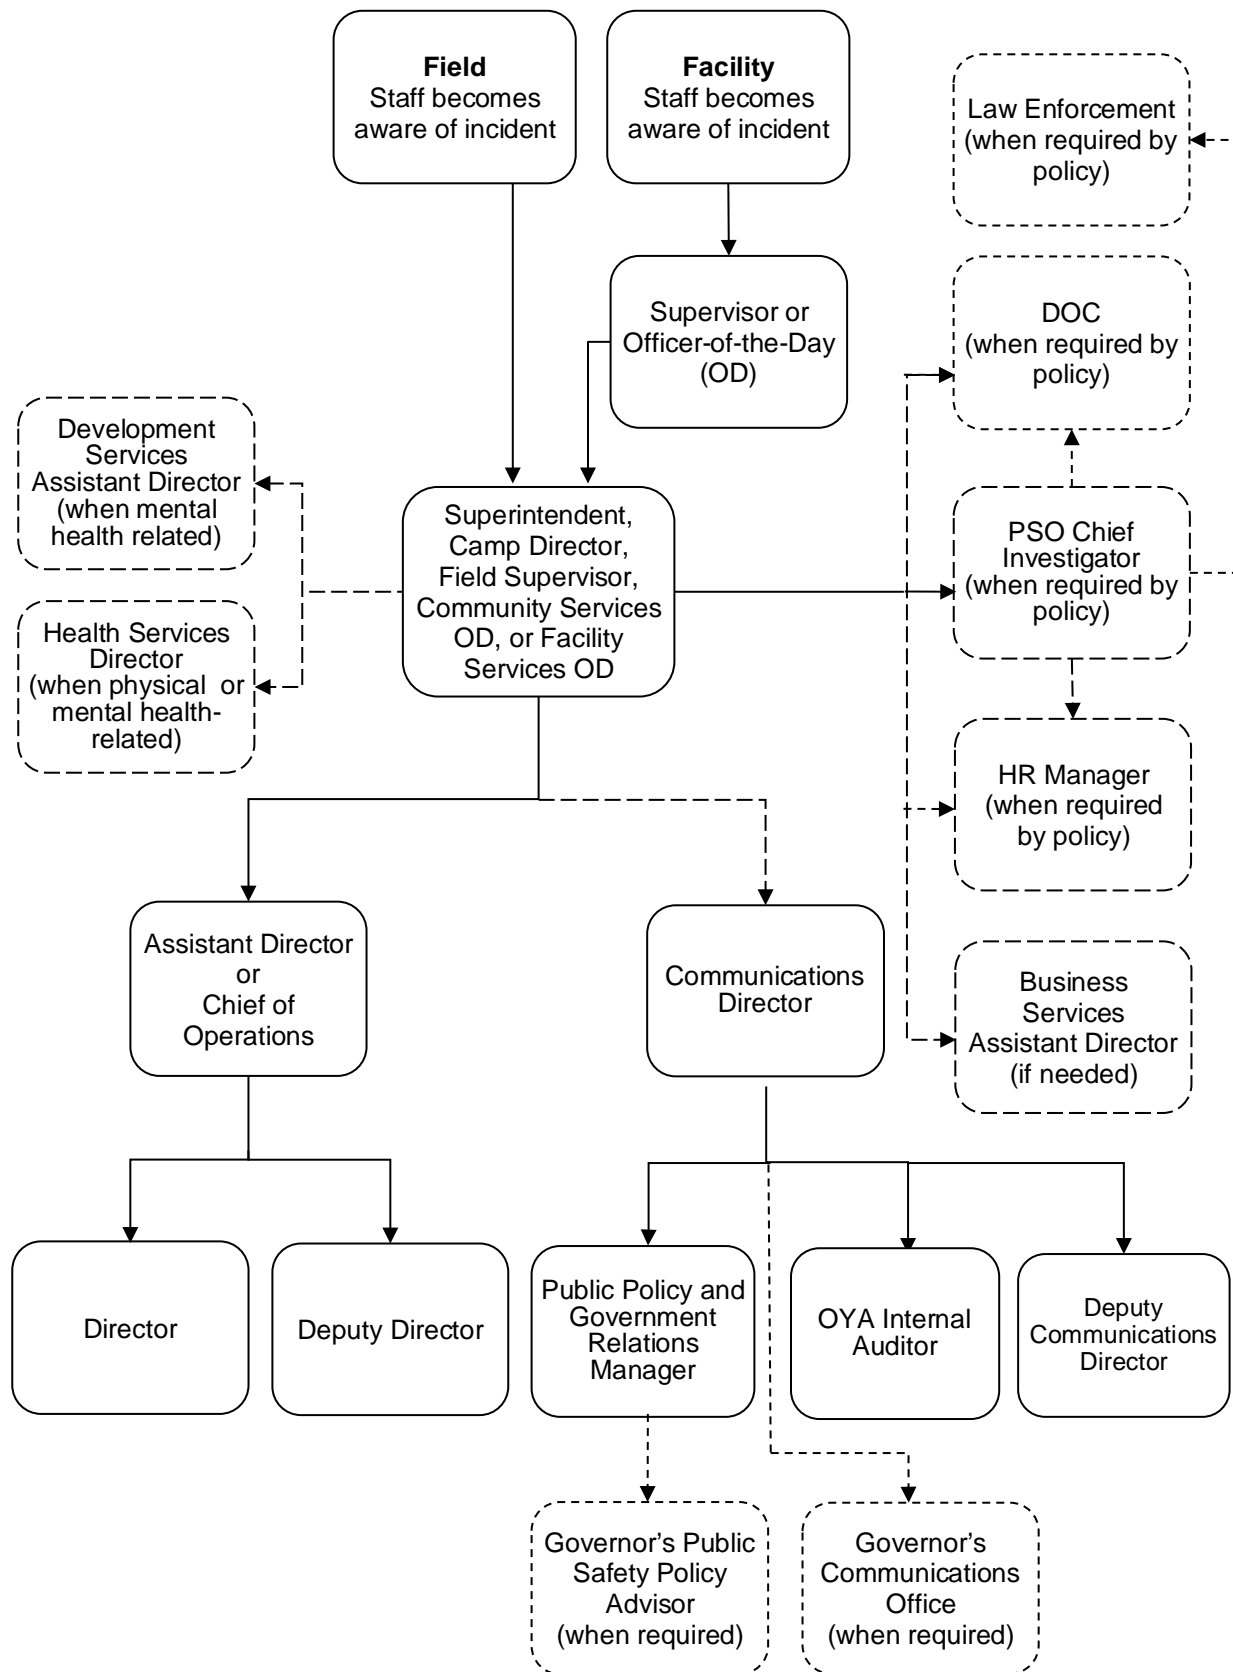 Field
Staff becomes
aware of incident
Facility
Staff becomes
aware of incident
Law Enforcement
(when required by
policy)
Supervisor or
Officer-of-the-Day
(OD)
DOC
(when required by
policy)
Development
Services
Assistant Director
(when mental
health related)
Superintendent,
Camp Director,
Field Supervisor,
Community Services
OD, or Facility
Services OD
PSO Chief
Investigator
(when required by
policy)
Health Services
Director
(when physical or
mental health-
related)
HR Manager
(when required
by policy)
Assistant Director
or
Chief of
Operations
Communications
Director
Business
Services
Assistant Director
(if needed)
Director
Deputy Director
Public Policy and
Government
Relations
Manager
OYA Internal
Auditor
Deputy
Communications
Director
Governor’s Public
Safety Policy
Advisor
(when required)
Governor’s
Communications
Office
(when required)